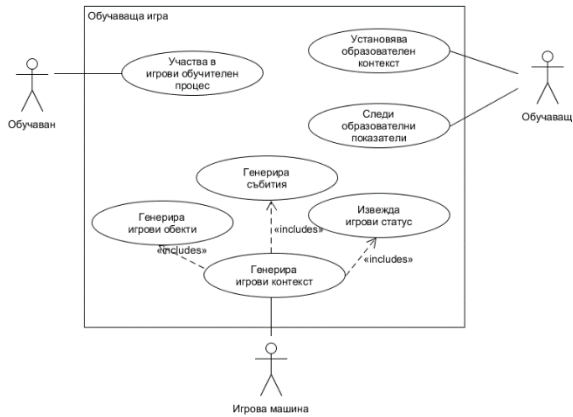 Обучаваща игра
Участва в
игрови обучителен
процес
Установява
образователен
контекст
Обучаван
Обучаващ
Следи
образователни
показатели
Генерира
събития
Генерира
игрови обекти
Извежда
игрови статус
«includes»
«includes»
«includes»
Генерира
игрови контекст
Игрова машина